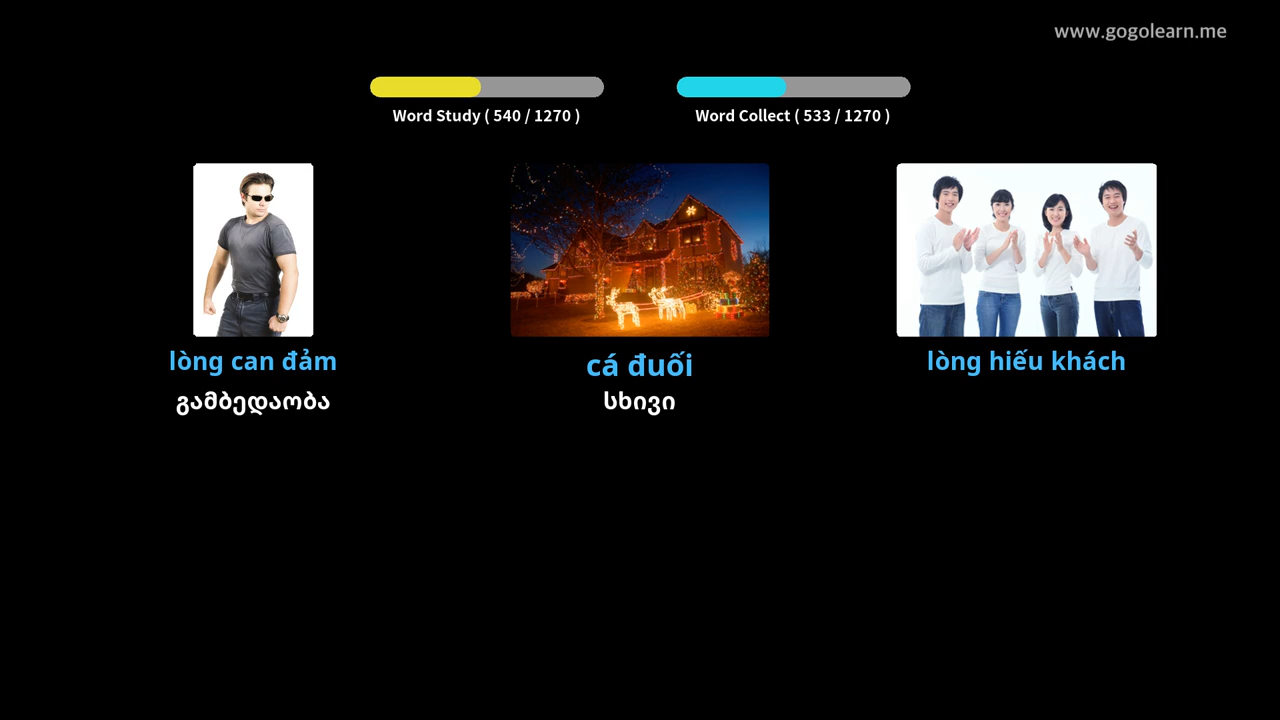 www.gogolearn.me
Word Study ( 540 / 1270 )
Word Collect ( 533 / 1270 )
lòng can đảm
cá đuối
lòng hiếu khách
გამბედაობა
სხივი